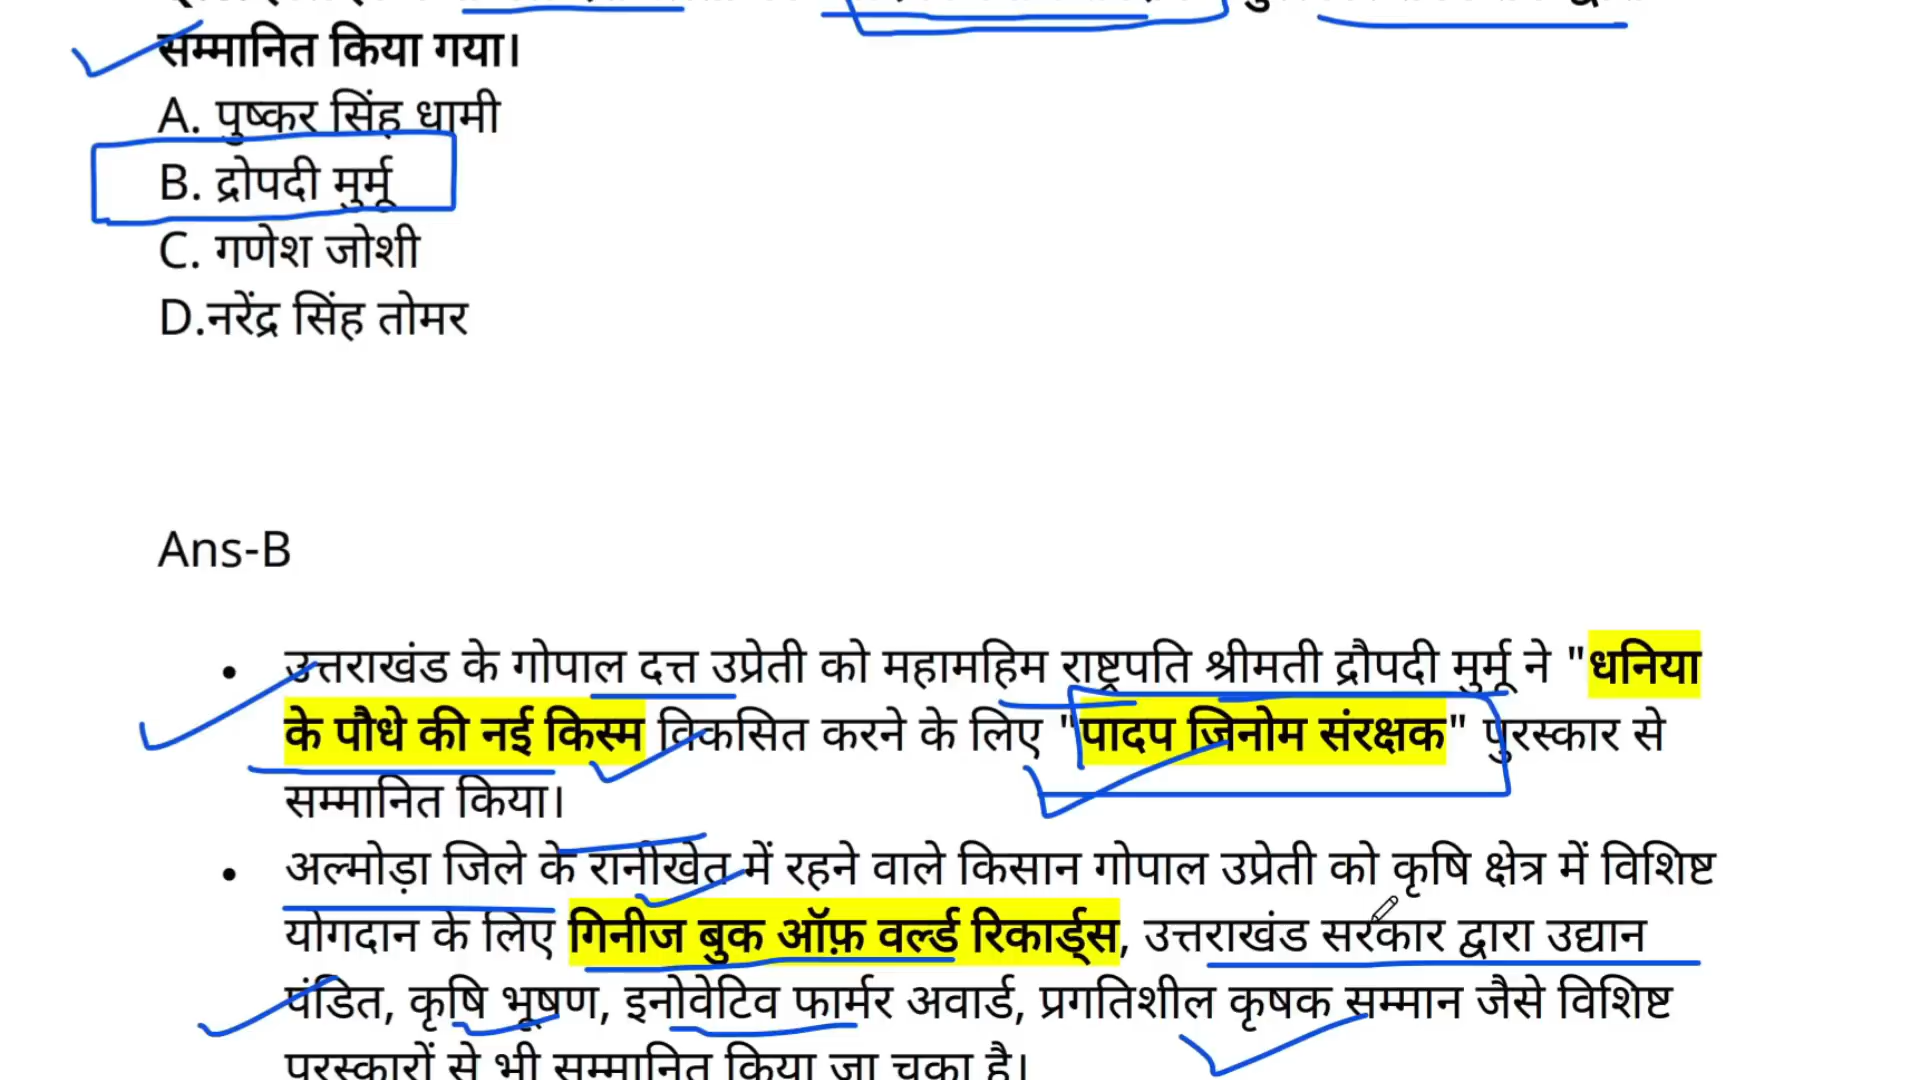 सम्मानित किया गया।
A. पुष्कर सिंह धामी
B. द्रोपदी मुर्मू
C. गणेश जोशी
D.नरेंद्र सिंह तोमर
Ans-B
• उत्तराखंड के गोपाल दत्त उप्रेती को महामहिम राष्ट्रपति श्रीमती द्रौपदी मुर्मू ने "धनिया
के पौधे की नई किस्म विकसित करने के लिए "पादप जिनोम संरक्षक" पुरस्कार से
सम्मानित किया।
• अल्मोड़ा जिले के रानीखेत में रहने वाले किसान गोपाल उप्रेती को कृषि क्षेत्र में विशिष्ट
योगदान के लिए गिनीज बुक ऑफ़ वर्ल्ड रिकार्ड्स, उत्तराखंड सरकार द्वारा उद्यान
पंडित, कृषि भूषण, इनोवेटिव फार्मर अवार्ड, प्रगतिशील कृषक सम्मान जैसे विशिष्ट
पुरस्कारों से भी सम्मानित किया जा चुका है।